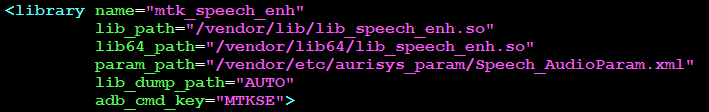 <library name="mtk_speech_enh"
lib_path="/vendor/lib/lib_speech_enh.so"
lib64_path="/vendor/lib64/lib_speech_enh.so"
param_path="/vendor/etc/aurisys_param/Speech_AudioParam.xml"
lib_dump_path="AUTO"
adb_cmd_key="MTKSE">